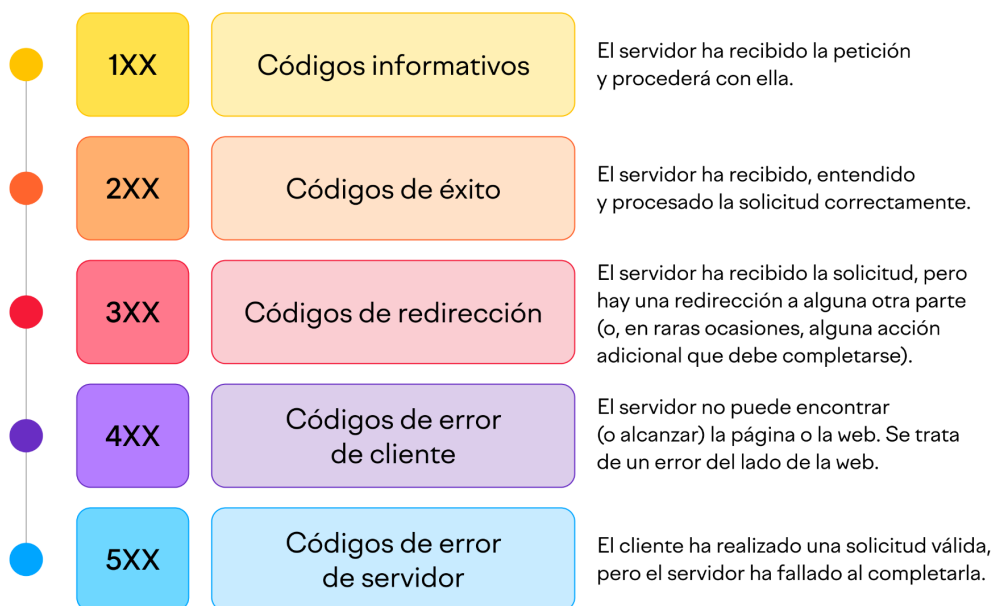 1XX
Códigos informativos
El servidor ha recibido la petición
y procederá con ella.
2XX
Códigos de éxito
El servidor ha recibido, entendido
y procesado la solicitud correctamente.
3XX
Códigos de redirección
El servidor ha recibido la solicitud, pero
hay una redirección a alguna otra parte
(o, en raras ocasiones, alguna acción
adicional que debe completarse).
4XX
Códigos de error
de cliente
El servidor no puede encontrar
(o alcanzar) la página o la web. Se trata
de un error del lado de la web.
5XX
Códigos de error
de servidor
El cliente ha realizado una solicitud válida,
pero el servidor ha fallado al completarla.